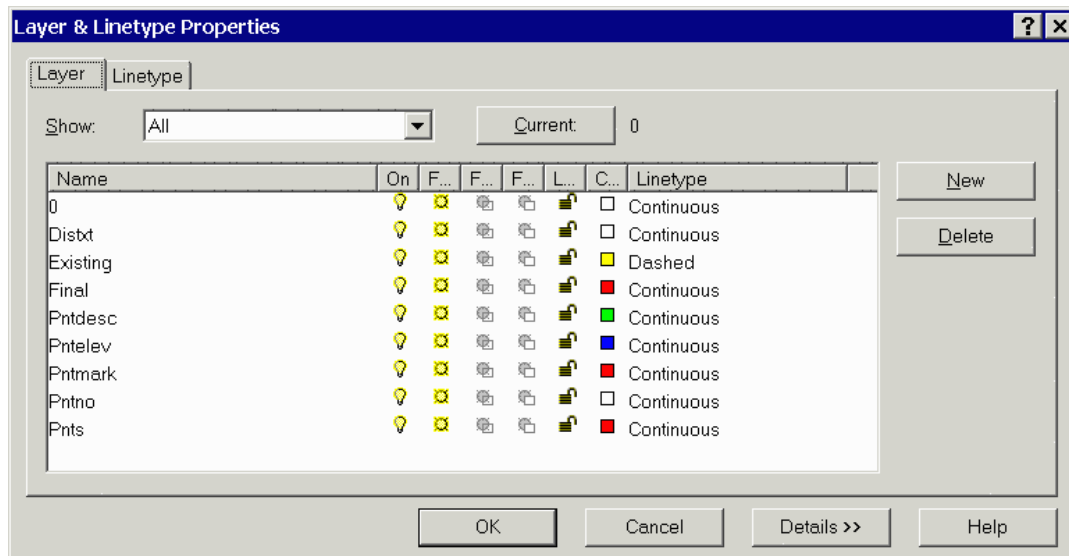 Layer & Linetype Properties
Layer Linetype
Show: All Current: 0
Name On F... F... F... L... C... Linetype
0 Continuous
Distxt Continuous
Existing Dashed
Final Continuous
Pntdesc Continuous
Pntelev Continuous
Pntmark Continuous
Pntno Continuous
Pnts Continuous
New
Delete
OK Cancel Details >> Help